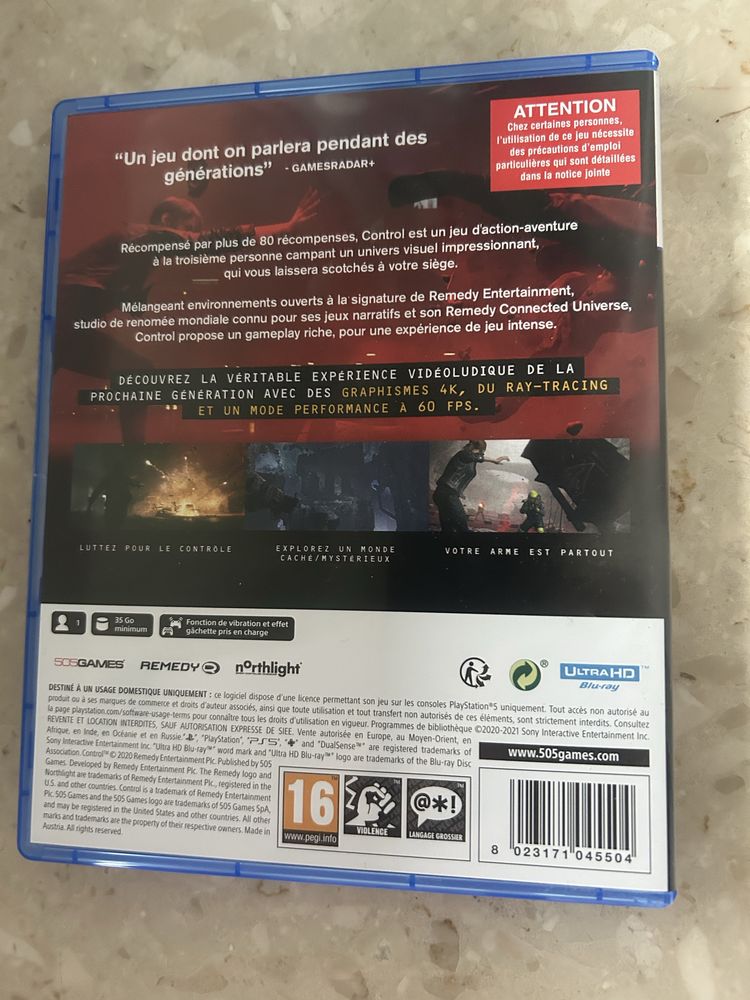 ATTENTION
Chez certaines personnes,
l'utilisation de ce jeu nécessite
des précautions d'emploi
particulières qui sont détaillées
dans la notice jointe
“Un jeu dont on parlera pendant des
générations” - GAMESRADAR+
Récompensé par plus de 80 récompenses, Control est un jeu d'action-aventure
à la troisième personne campant un univers visuel impressionnant,
qui vous laissera scotchés à votre siège.
Mélangeant environnements ouverts à la signature de Remedy Entertainment,
studio de renomée mondiale connu pour ses jeux narratifs et son Remedy Connected Universe,
Control propose un gameplay riche, pour une expérience de jeu intense.
DÉCOUVREZ LA VÉRITABLE EXPÉRIENCE VIDÉOLUDIQUE DE LA
PROCHAINE GÉNÉRATION AVEC DES GRAPHISMES 4K, DU RAY-TRACING
ET UN MODE PERFORMANCE À 60 FPS.
LUTTEZ POUR LE CONTRÔLE
EXPLOREZ UN MONDE
CACHÉ/MYSTÉRIEUX
VOTRE ARME EST PARTOUT
1
35 Go
minimum
Fonction de vibration et effet
gâchette pris en charge
505GAMES
REMEDY
northlight™
ULTRA HD™
Blu-ray
DESTINÉ À UN USAGE DOMESTIQUE UNIQUEMENT : ce logiciel dispose d'une licence permettant son jeu sur les consoles PlayStation®5 uniquement. Tout accès non autorisé au
produit ou à ses marques de commerce et droits d'auteur associés, ainsi que toute utilisation et tout transfert non autorisés de ces éléments, sont strictement interdits. Consultez
la page playstation.com/software-usage-terms pour connaître tous les droits d'utilisation en vigueur. Programmes de bibliothèque ©2020-2021 Sony Interactive Entertainment Inc.
REVENTE ET LOCATION INTERDITES, SAUF AUTORISATION EXPRESSE DE SIEE. Vente autorisée en Europe, au Moyen-Orient, en
Afrique, en Inde, en Océanie et en Russie. “PlayStation”, “PS5”, and “DualSense™” are registered trademarks of
Sony Interactive Entertainment Inc. “Ultra HD Blu-ray™” word mark and “Ultra HD Blu-ray™” logo are trademarks of the Blu-ray Disc
Association. Control™ © 2020 Remedy Entertainment Plc. Published by 505
Games. Developed by Remedy Entertainment Plc. The Remedy logo and
Northlight are trademarks of Remedy Entertainment Plc., registered in the
U.S. and other countries. Control is a trademark of Remedy Entertainment
Plc. 505 Games and the 505 Games logo are trademarks of 505 Games SpA,
and may be registered in the United States and other countries. All other
marks and trademarks are the property of their respective owners. Made in
Austria. All rights reserved.
16
www.pegi.info
VIOLENCE
@*!
LANGAGE GROSSIER
www.505games.com
8 023171 045504